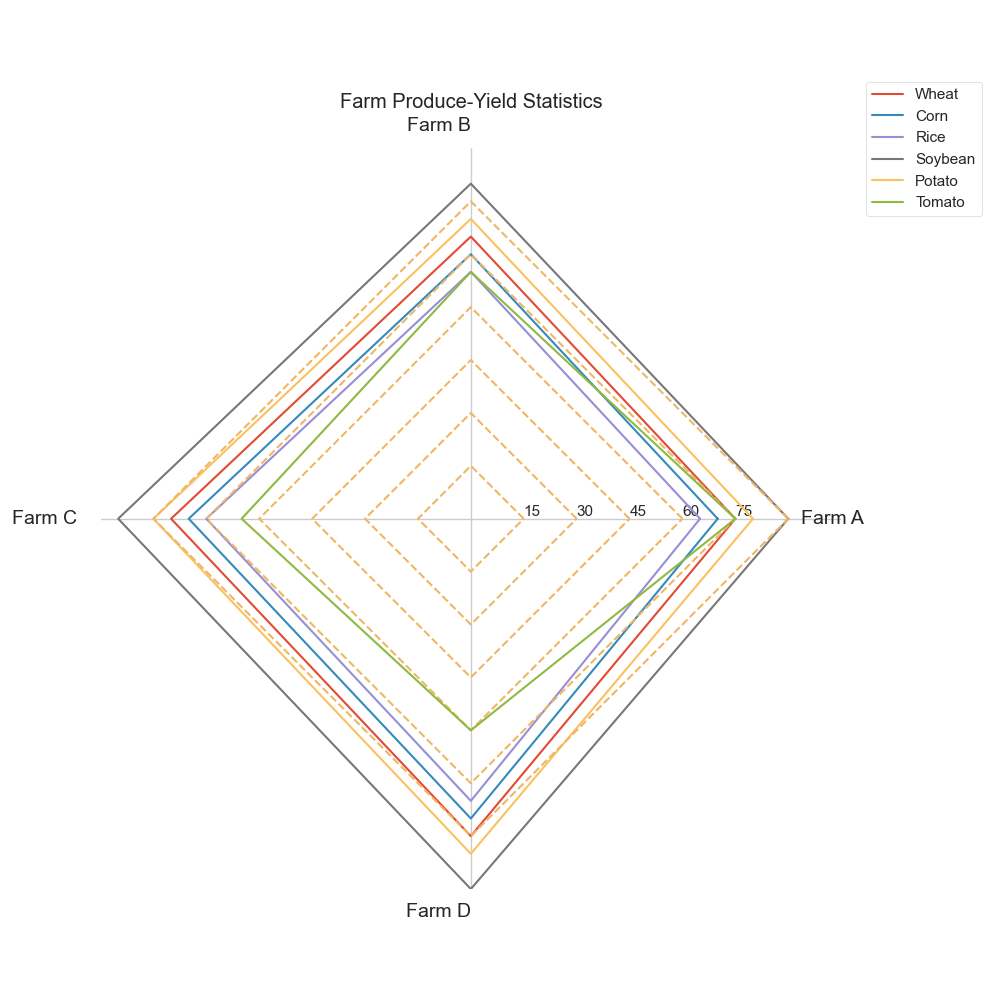 Farm Produce-Yield Statistics
Farm B
Wheat
Corn
Rice
Soybean
Potato
Tomato
Farm C
15
30
45
60
75
Farm A
Farm D